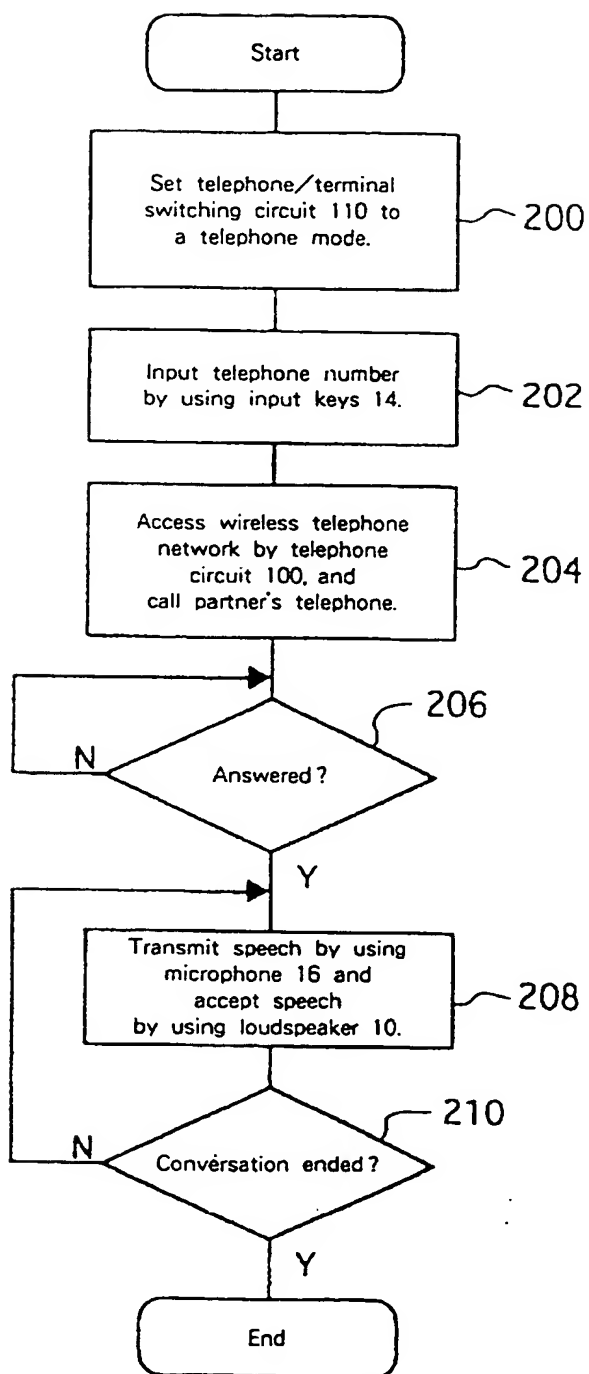 Start
Set telephone/terminal
switching circuit 110 to
a telephone mode.
200
Input telephone number
by using input keys 14.
202
Access wireless telephone
network by telephone
circuit 100, and
call partner's telephone.
204
206
N
Answered?
Y
Transmit speech by using
microphone 16 and
accept speech
by using loudspeaker 10.
208
210
N
Conversation ended?
Y
End